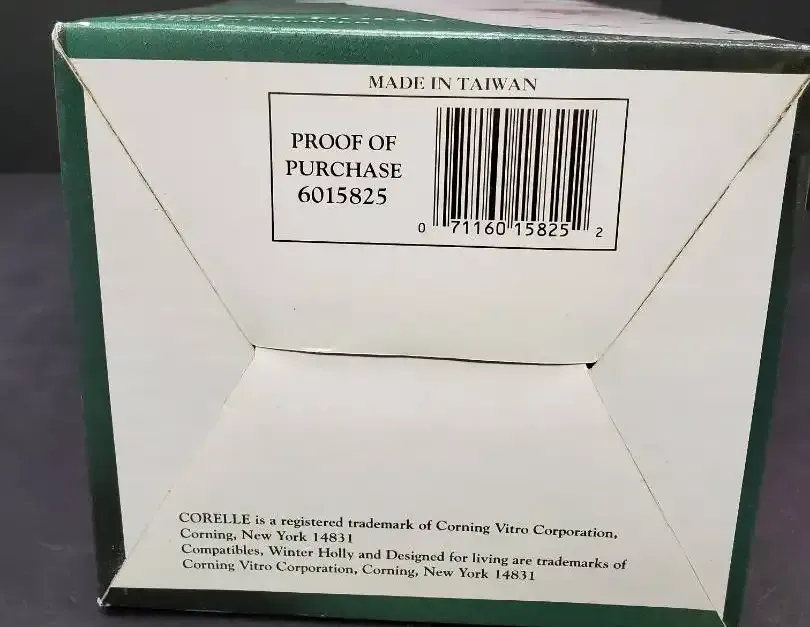 MADE IN TAIWAN
PROOF OF
PURCHASE
6015825
0 71160 15825 2
CORELLE is a registered trademark of Corning Vitro Corporation,
Corning, New York 14831
Compatibles, Winter Holly and Designed for living are trademarks of
Corning Vitro Corporation, Corning, New York 14831